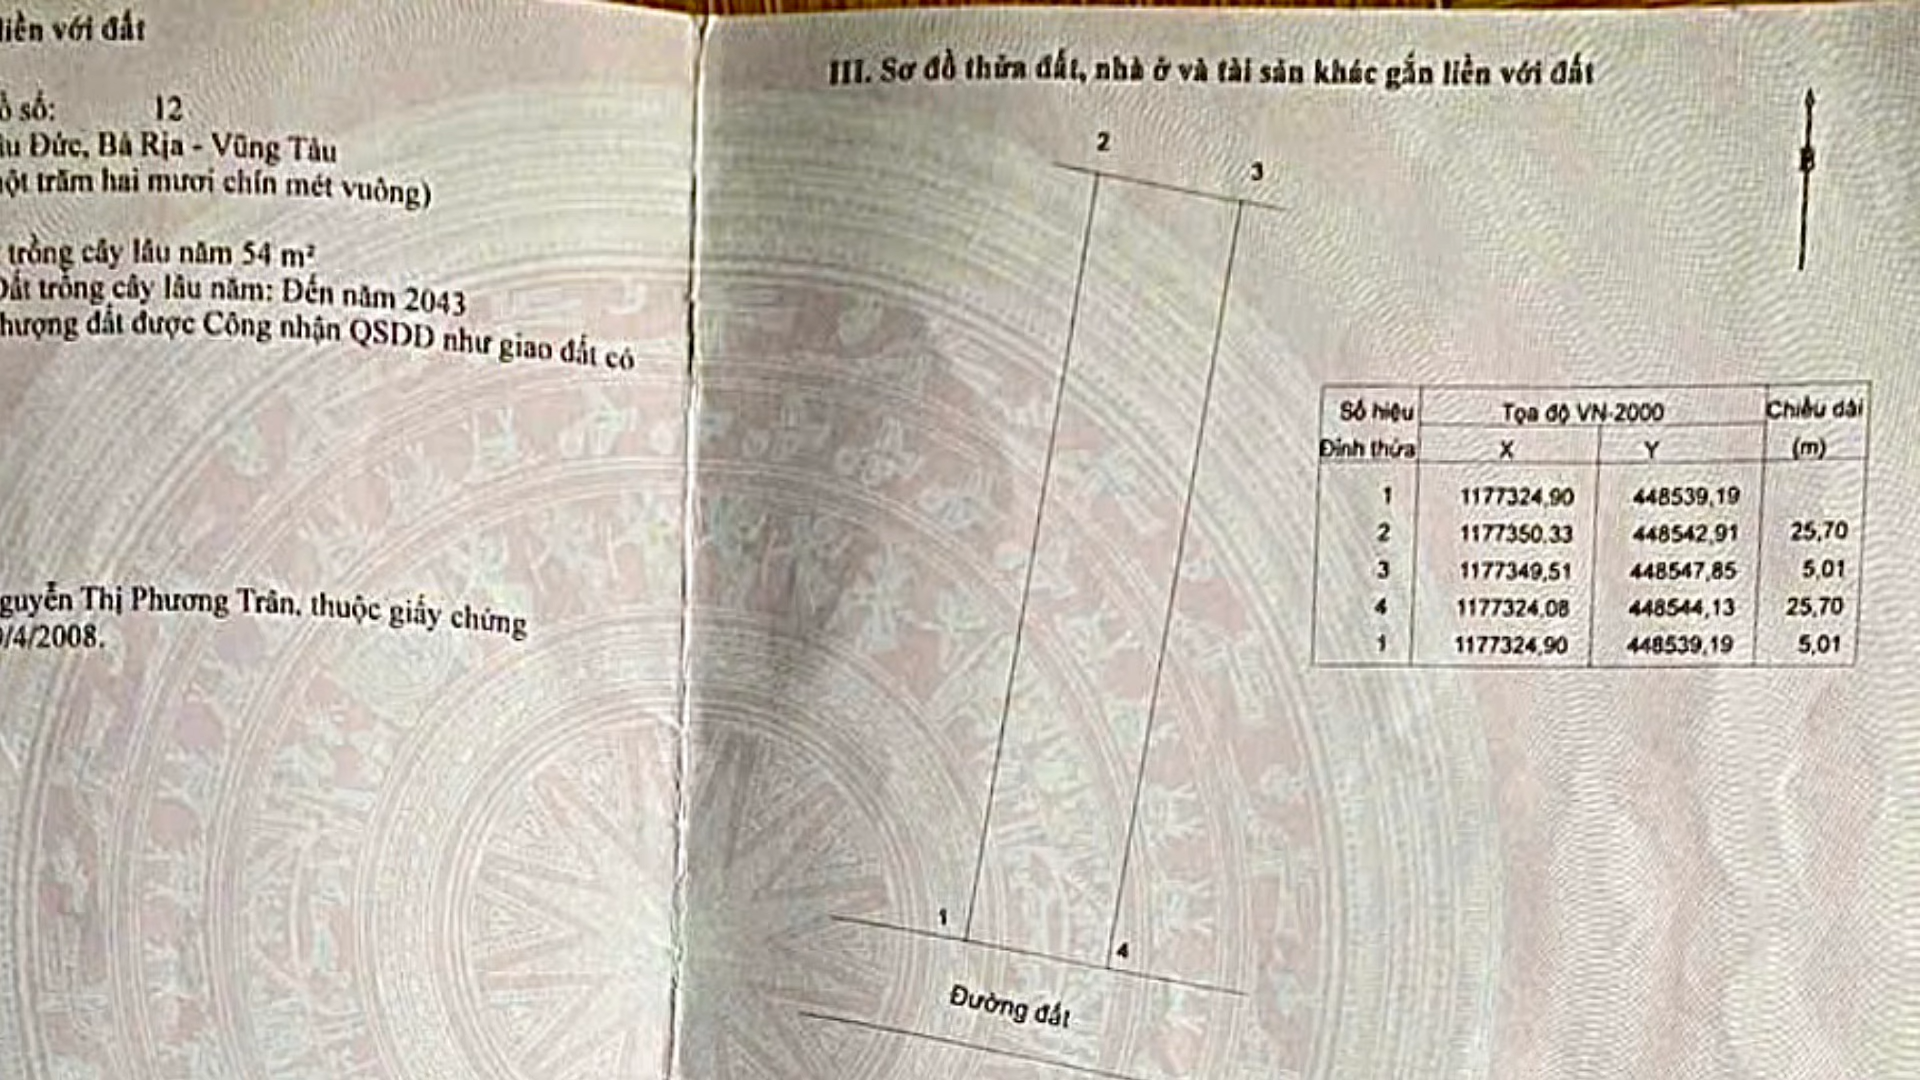 liền với đất
ồ số: 12
âu Đức, Bà Rịa - Vũng Tàu
một trăm hai mươi chín mét vuông)
trồng cây lâu năm 54 m²
Đất trồng cây lâu năm: Đến năm 2043
hượng đất được Công nhận QSDĐ như giao đất có
guyễn Thị Phương Trân, thuộc giấy chứng
/4/2008.
III. Sơ đồ thửa đất, nhà ở và tài sản khác gắn liền với đất
B
2
3
1
4
Đường đất
Số hiệu Đỉnh thửa Tọa độ VN-2000 Chiều dài
X Y (m)
1 1177324,90 448539,19
2 1177350.33 448542,91 25,70
3 1177349,51 448547,85 5,01
4 1177324,08 448544,13 25,70
1 1177324,90 448539,19 5,01